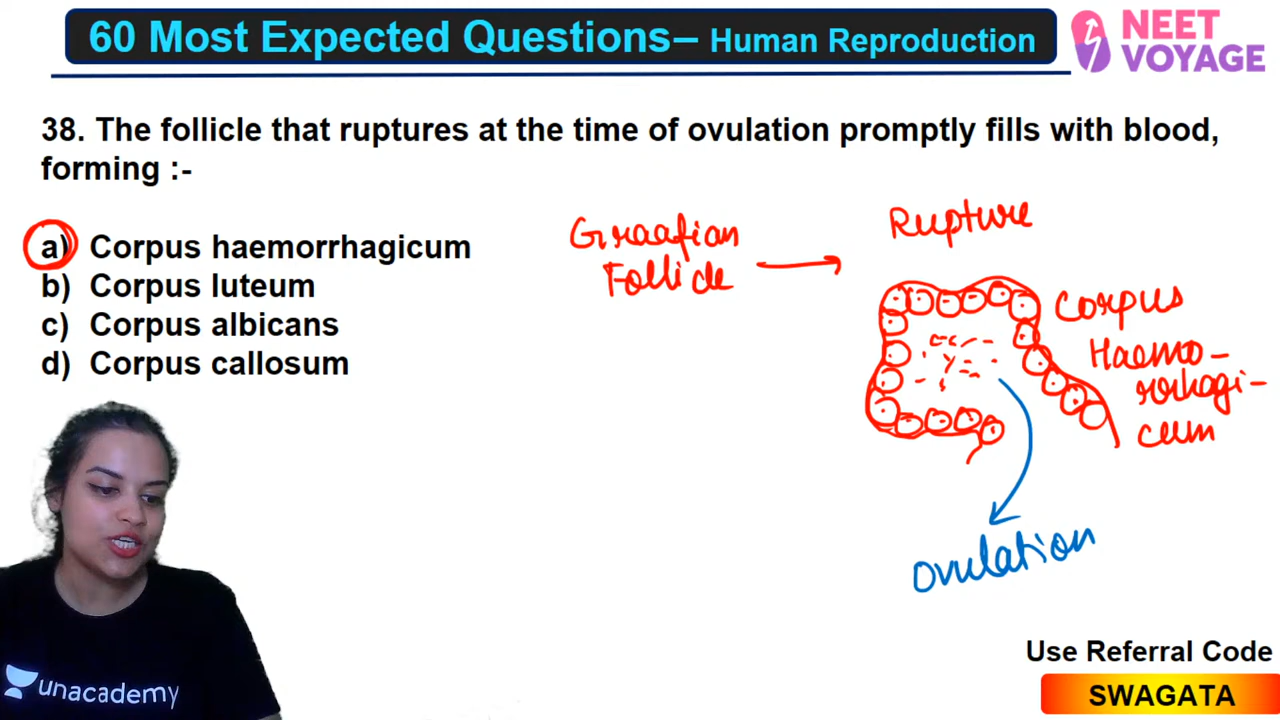 60 Most Expected Questions– Human Reproduction
NEET
VOYAGE
38. The follicle that ruptures at the time of ovulation promptly fills with blood,
forming :-
a) Corpus haemorrhagicum
b) Corpus luteum
c) Corpus albicans
d) Corpus callosum
Graafian
Follicle
Rupture
Corpus
Haemo-
rrhagi-
cum
Ovulation
unacademy
Use Referral Code
SWAGATA